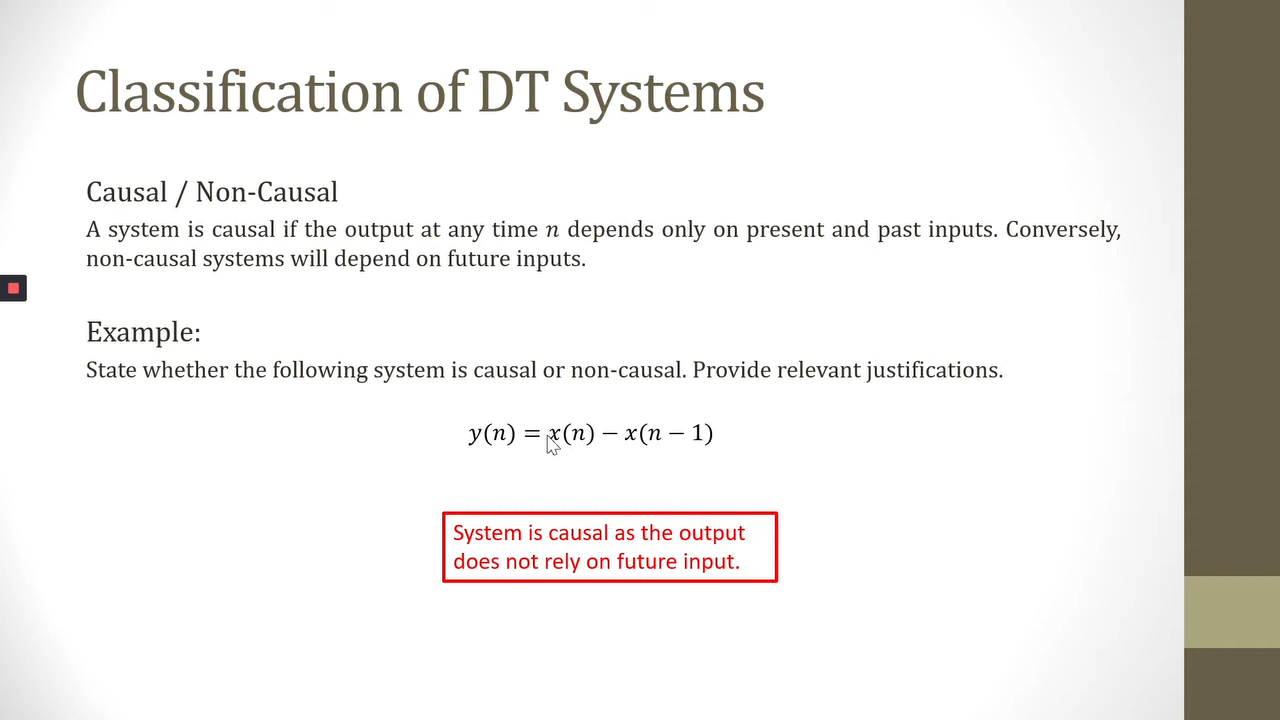 Classification of DT Systems
Causal / Non-Causal
A system is causal if the output at any time n depends only on present and past inputs. Conversely,
non-causal systems will depend on future inputs.
Example:
State whether the following system is causal or non-causal. Provide relevant justifications.
y(n) = x(n) − x(n − 1)
System is causal as the output
does not rely on future input.